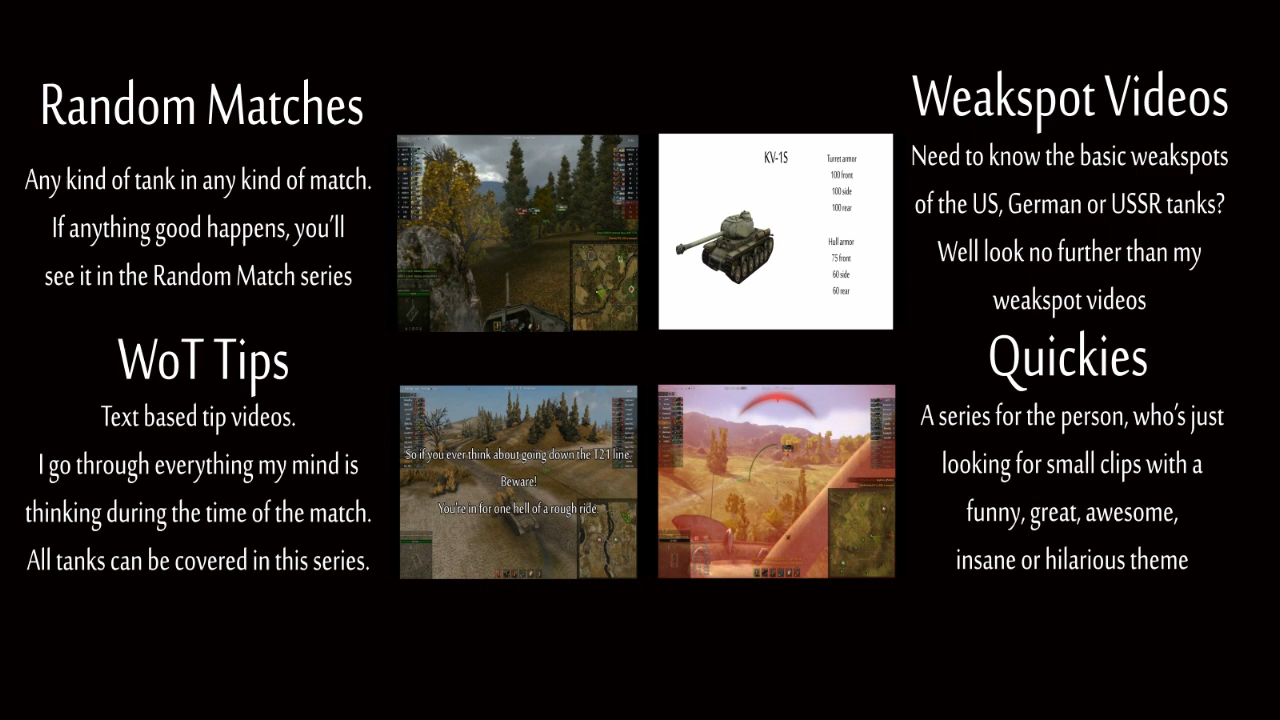 Random Matches
Any kind of tank in any kind of match.
If anything good happens, you'll
see it in the Random Match series
WoT Tips
Text based tip videos.
I go through everything my mind is
thinking during the time of the match.
All tanks can be covered in this series.
KV-1S
Turret armor
100 front
100 side
100 rear
Hull armor
75 front
60 side
60 rear
So if you ever think about going down the T21 line.
Beware!
You're in for one hell of a rough ride
Weakspot Videos
Need to know the basic weakspots
of the US, German or USSR tanks?
Well look no further than my
weakspot videos
Quickies
A series for the person, who's just
looking for small clips with a
funny, great, awesome,
insane or hilarious theme